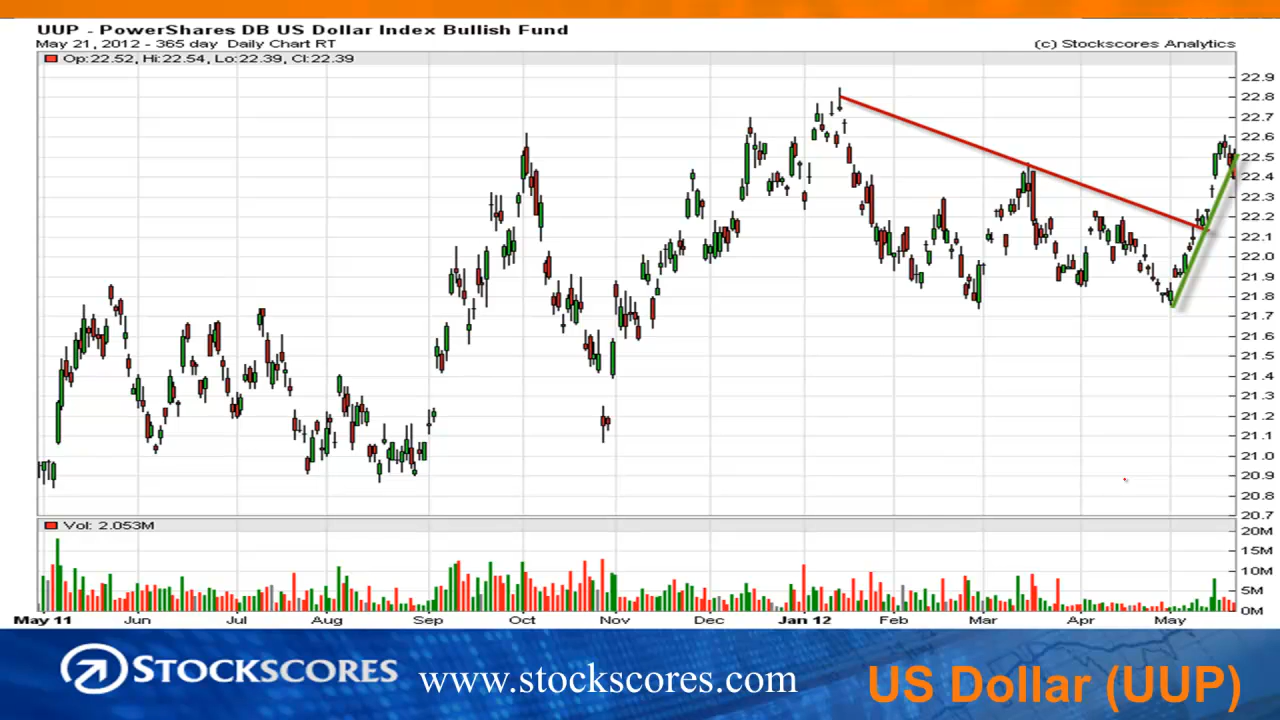 UUP - PowerShares DB US Dollar Index Bullish Fund
May 21, 2012 - 365 day Daily Chart RT
(c) Stockscores Analytics
Op:22.52, Hi:22.54, Lo:22.39, Cl:22.39
22.9
22.8
22.7
22.6
22.5
22.4
22.3
22.2
22.1
22.0
21.9
21.8
21.7
21.6
21.5
21.4
21.3
21.2
21.1
21.0
20.9
20.8
20.7
Vol: 2.053M
20M
15M
10M
5M
0M
May 11 Jun Jul Aug Sep Oct Nov Dec Jan 12 Feb Mar Apr May
STOCKSCORES
www.stockscores.com
US Dollar (UUP)